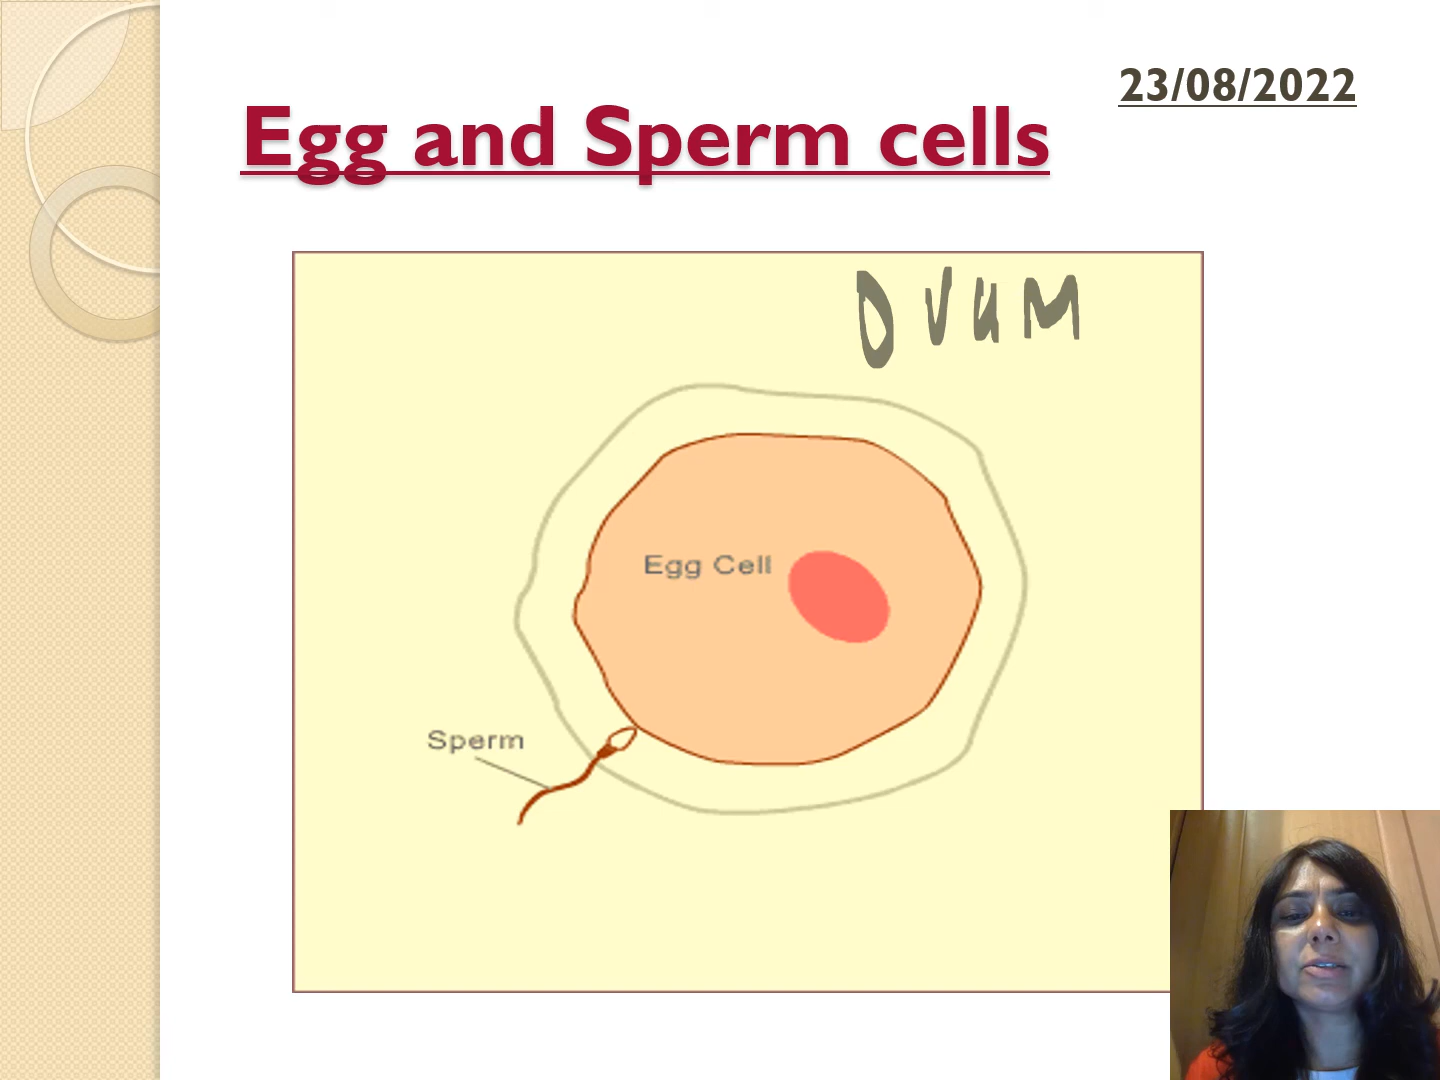 23/08/2022
Egg and Sperm cells
OVUM
Egg Cell
Sperm